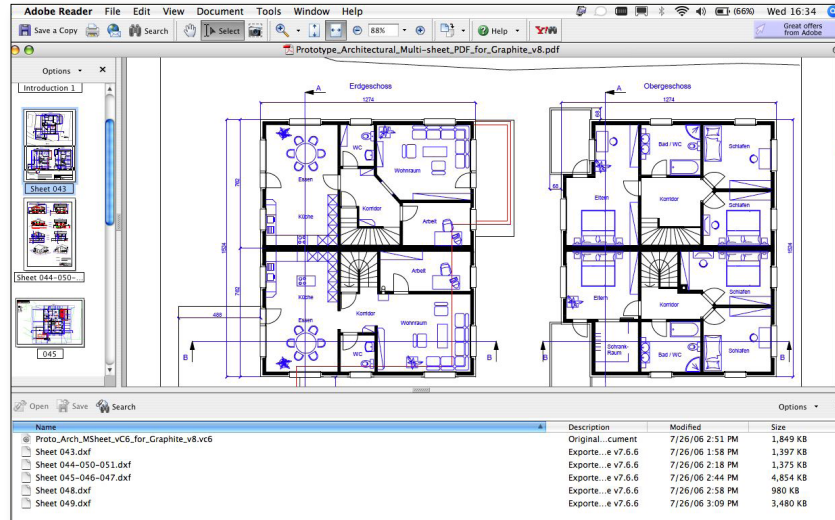 Adobe Reader File Edit View Document Tools Window Help (66%) Wed 16:34
Save a Copy Search Select 88% Help Y!
Great offers
from Adobe
Prototype_Architectural_Multi-sheet_PDF_for_Graphite_v8.pdf
Options
Introduction 1
Sheet 043
Sheet 044-050-...
045
Erdgeschoss
A
1274
WC
Essen
Wohnraum
Korridor
Küche
Arbeit
762
1524
762
Arbeit
Küche
Korridor
Essen
Wohnraum
WC
488
B B
Obergeschoss
A
1274
68
Bad / WC
Schlafen
Eltern
Korridor
Schlafen
68
1524
Eltern
Korridor
Schlafen
Schrank-
Raum
Bad / WC
Schlafen
B B
Open Save Search Options
Name Description Modified Size
Proto_Arch_MSheet_vC6_for_Graphite_v8.vc6 Original...cument 7/26/06 2:51 PM 1,849 KB
Sheet 043.dxf Exporte...e v7.6.6 7/26/06 1:58 PM 1,397 KB
Sheet 044-050-051.dxf Exporte...e v7.6.6 7/26/06 2:18 PM 1,375 KB
Sheet 045-046-047.dxf Exporte...e v7.6.6 7/26/06 2:44 PM 4,854 KB
Sheet 048.dxf Exporte...e v7.6.6 7/26/06 2:58 PM 980 KB
Sheet 049.dxf Exporte...e v7.6.6 7/26/06 3:09 PM 3,480 KB